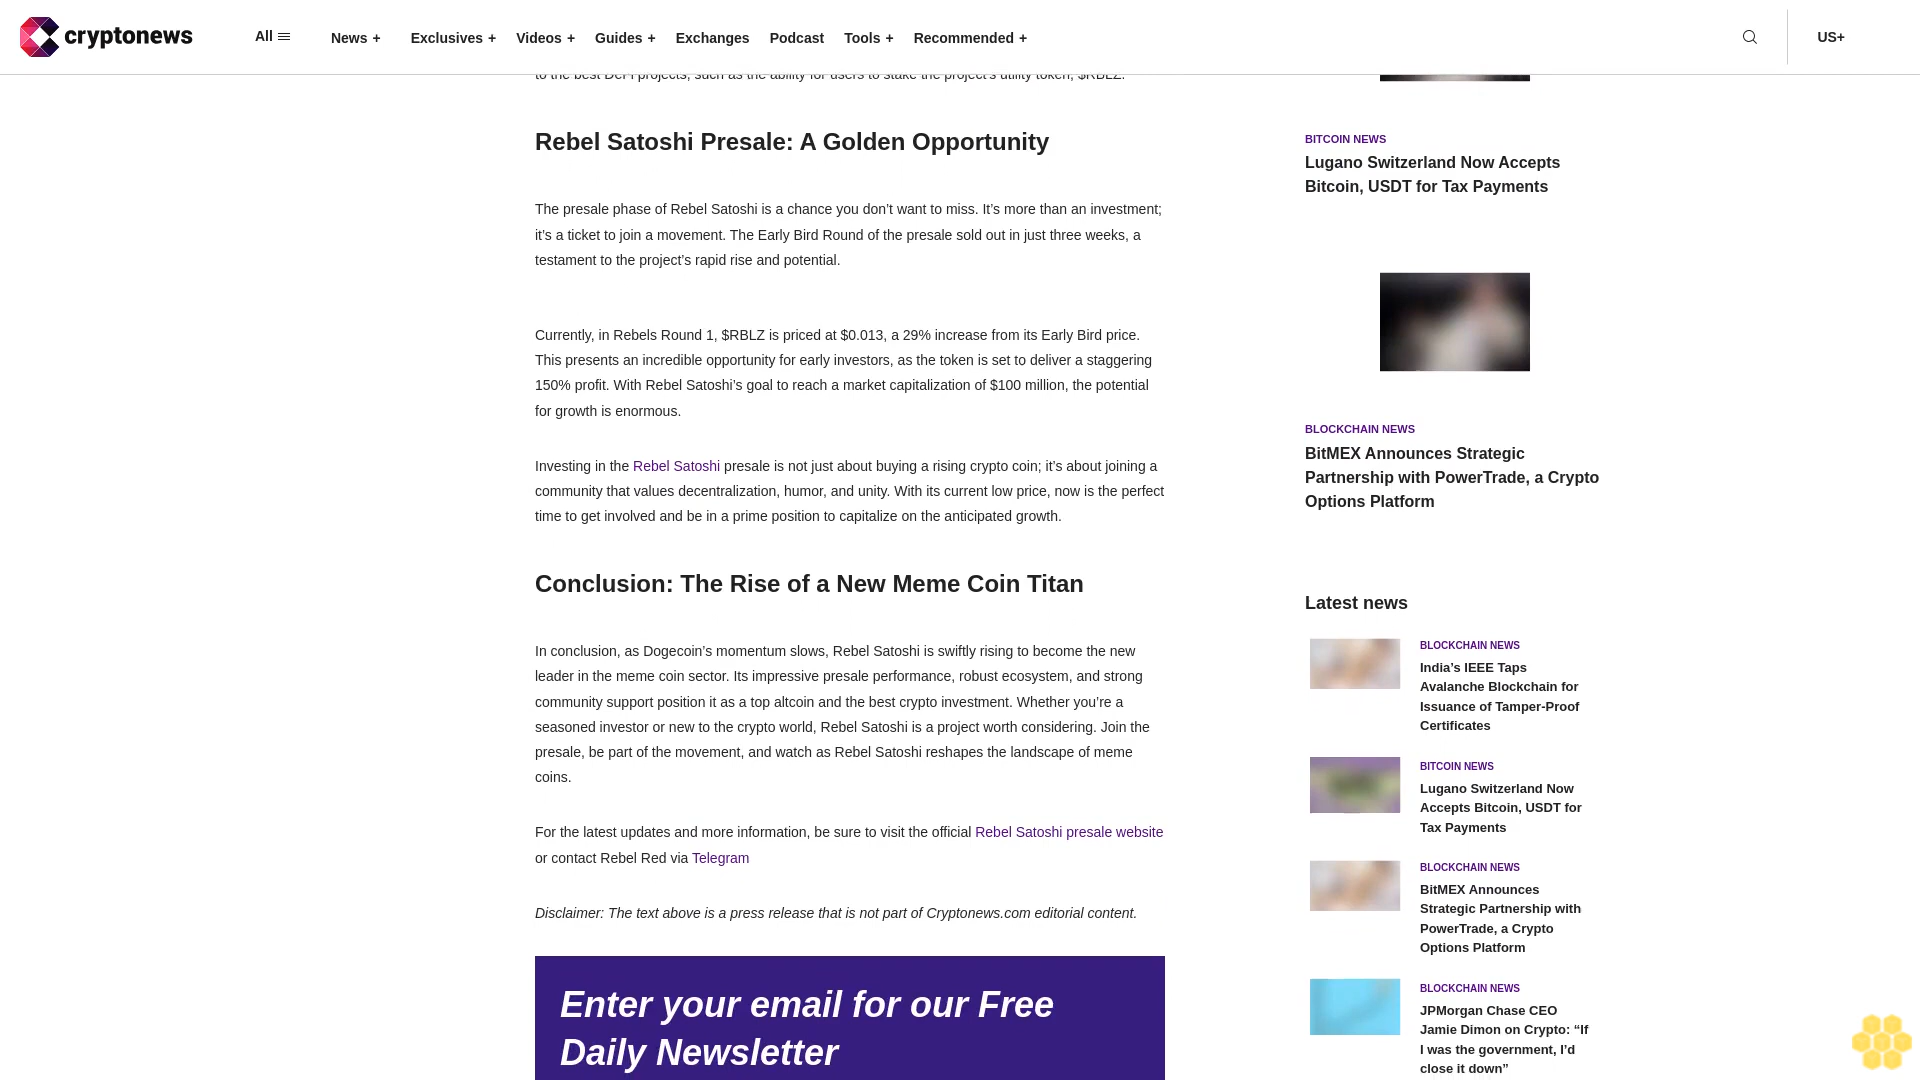 cryptonews
All
News +
Exclusives +
Videos +
Guides +
Exchanges
Podcast
Tools +
Recommended +
US+
to the best DeFi projects, such as the ability for users to stake the project's utility token, $RBLZ.
Rebel Satoshi Presale: A Golden Opportunity
The presale phase of Rebel Satoshi is a chance you don’t want to miss. It’s more than an investment;
it’s a ticket to join a movement. The Early Bird Round of the presale sold out in just three weeks, a
testament to the project’s rapid rise and potential.
Currently, in Rebels Round 1, $RBLZ is priced at $0.013, a 29% increase from its Early Bird price.
This presents an incredible opportunity for early investors, as the token is set to deliver a staggering
150% profit. With Rebel Satoshi’s goal to reach a market capitalization of $100 million, the potential
for growth is enormous.
Investing in the Rebel Satoshi presale is not just about buying a rising crypto coin; it’s about joining a
community that values decentralization, humor, and unity. With its current low price, now is the perfect
time to get involved and be in a prime position to capitalize on the anticipated growth.
Conclusion: The Rise of a New Meme Coin Titan
In conclusion, as Dogecoin’s momentum slows, Rebel Satoshi is swiftly rising to become the new
leader in the meme coin sector. Its impressive presale performance, robust ecosystem, and strong
community support position it as a top altcoin and the best crypto investment. Whether you’re a
seasoned investor or new to the crypto world, Rebel Satoshi is a project worth considering. Join the
presale, be part of the movement, and watch as Rebel Satoshi reshapes the landscape of meme
coins.
For the latest updates and more information, be sure to visit the official Rebel Satoshi presale website
or contact Rebel Red via Telegram
Disclaimer: The text above is a press release that is not part of Cryptonews.com editorial content.
Enter your email for our Free
Daily Newsletter
BITCOIN NEWS
Lugano Switzerland Now Accepts
Bitcoin, USDT for Tax Payments
BLOCKCHAIN NEWS
BitMEX Announces Strategic
Partnership with PowerTrade, a Crypto
Options Platform
Latest news
BLOCKCHAIN NEWS
India’s IEEE Taps
Avalanche Blockchain for
Issuance of Tamper-Proof
Certificates
BITCOIN NEWS
Lugano Switzerland Now
Accepts Bitcoin, USDT for
Tax Payments
BLOCKCHAIN NEWS
BitMEX Announces
Strategic Partnership with
PowerTrade, a Crypto
Options Platform
BLOCKCHAIN NEWS
JPMorgan Chase CEO
Jamie Dimon on Crypto: “If
I was the government, I’d
close it down”